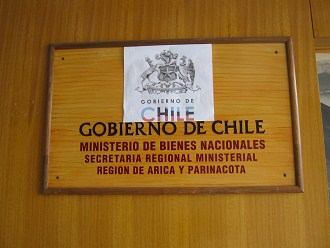 GOBIERNO DE
CHILE
GOBIERNO DE CHILE
MINISTERIO DE BIENES NACIONALES
SECRETARIA REGIONAL MINISTERIAL
REGION DE ARICA Y PARINACOTA